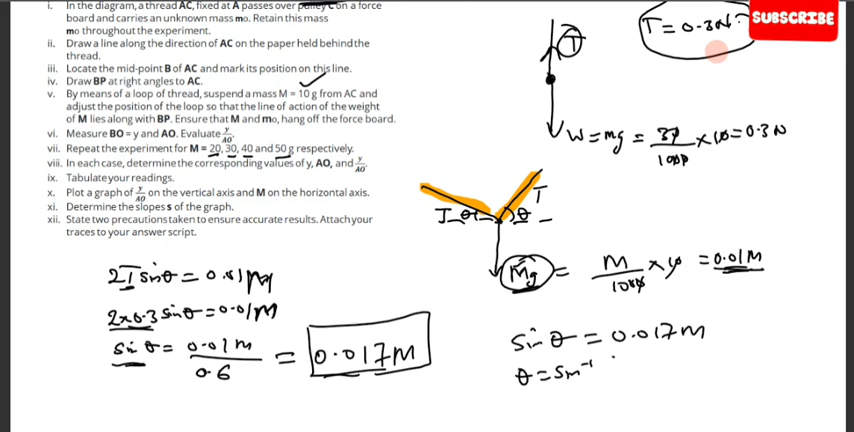 i. In the diagram, a thread AC, fixed at A passes over pulley C on a force
board and carries an unknown mass mo. Retain this mass
mo throughout the experiment.
ii. Draw a line along the direction of AC on the paper held behind the
thread.
iii. Locate the mid-point B of AC and mark its position on this line.
iv. Draw BP at right angles to AC.
v. By means of a loop of thread, suspend a mass M = 10 g from AC and
adjust the position of the loop so that the line of action of the weight
of M lies along with BP. Ensure that M and mo, hang off the force board.
vi. Measure BO = y and AO. Evaluate y/AO.
vii. Repeat the experiment for M = 20, 30, 40 and 50 g respectively.
viii. In each case, determine the corresponding values of y, AO, and y/AO
ix. Tabulate your readings.
x. Plot a graph of y/AO on the vertical axis and M on the horizontal axis.
xi. Determine the slopes s of the graph.
xii. State two precautions taken to ensure accurate results. Attach your
traces to your answer script.
T = 0.3N
SUBSCRIBE
T
W = mg = /1000 × 10 = 0.3 N
T
T θ θ
Mg = M/1000 × 10 = 0.01M
2T sinθ = 0.01M
2×0.3 sinθ = 0.01M
sin θ = 0.01M/0.6 = 0.017M
sin θ = 0.017M
θ = sin⁻¹